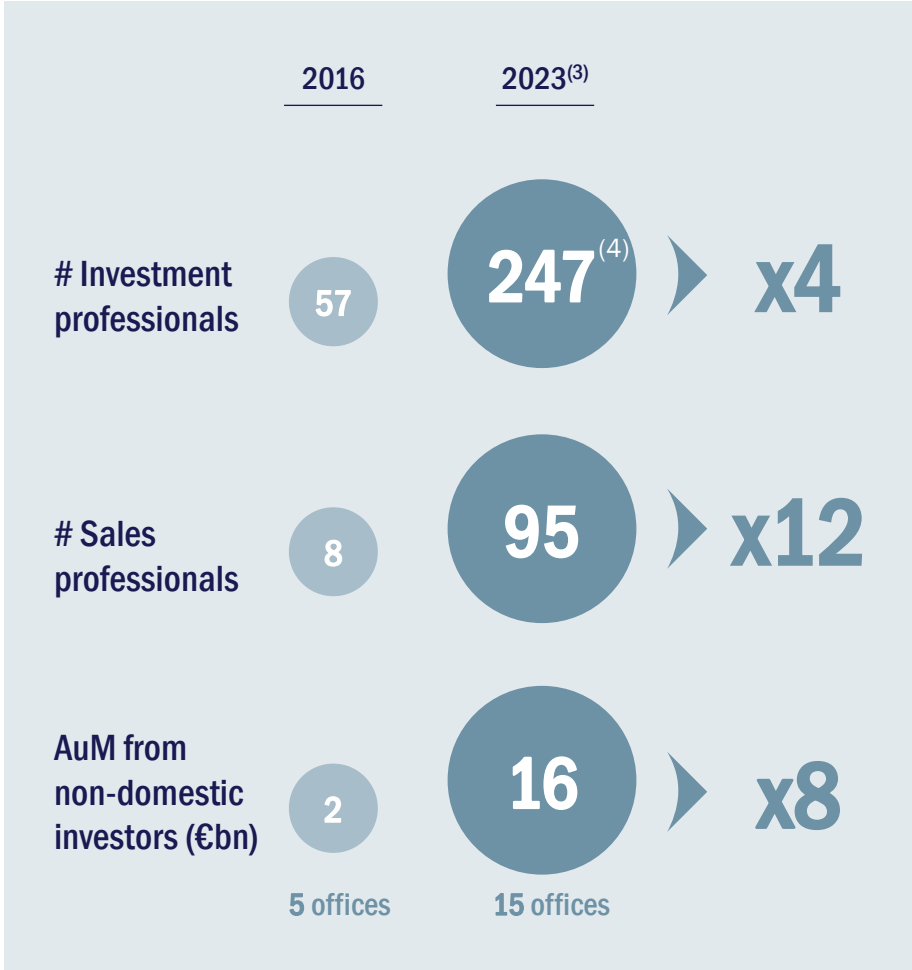 2016 2023(3)
# Investment
professionals
57 247(4) x4
# Sales
professionals
8 95 x12
AuM from
non-domestic
investors (€bn)
2 16 x8
5 offices 15 offices